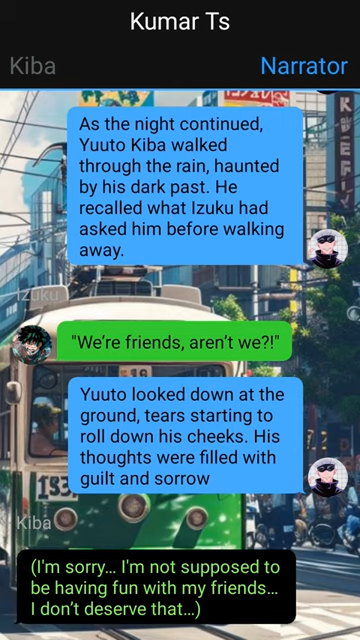 Kumar Ts
Kiba
Narrator
As the night continued,
Yuuto Kiba walked
through the rain, haunted
by his dark past. He
recalled what Izuku had
asked him before walking
away.
Izuku
"We're friends, aren't we?!"
Yuuto looked down at the
ground, tears starting to
roll down his cheeks. His
thoughts were filled with
guilt and sorrow
Kiba
(I'm sorry... I'm not supposed to
be having fun with my friends...
I don't deserve that...)